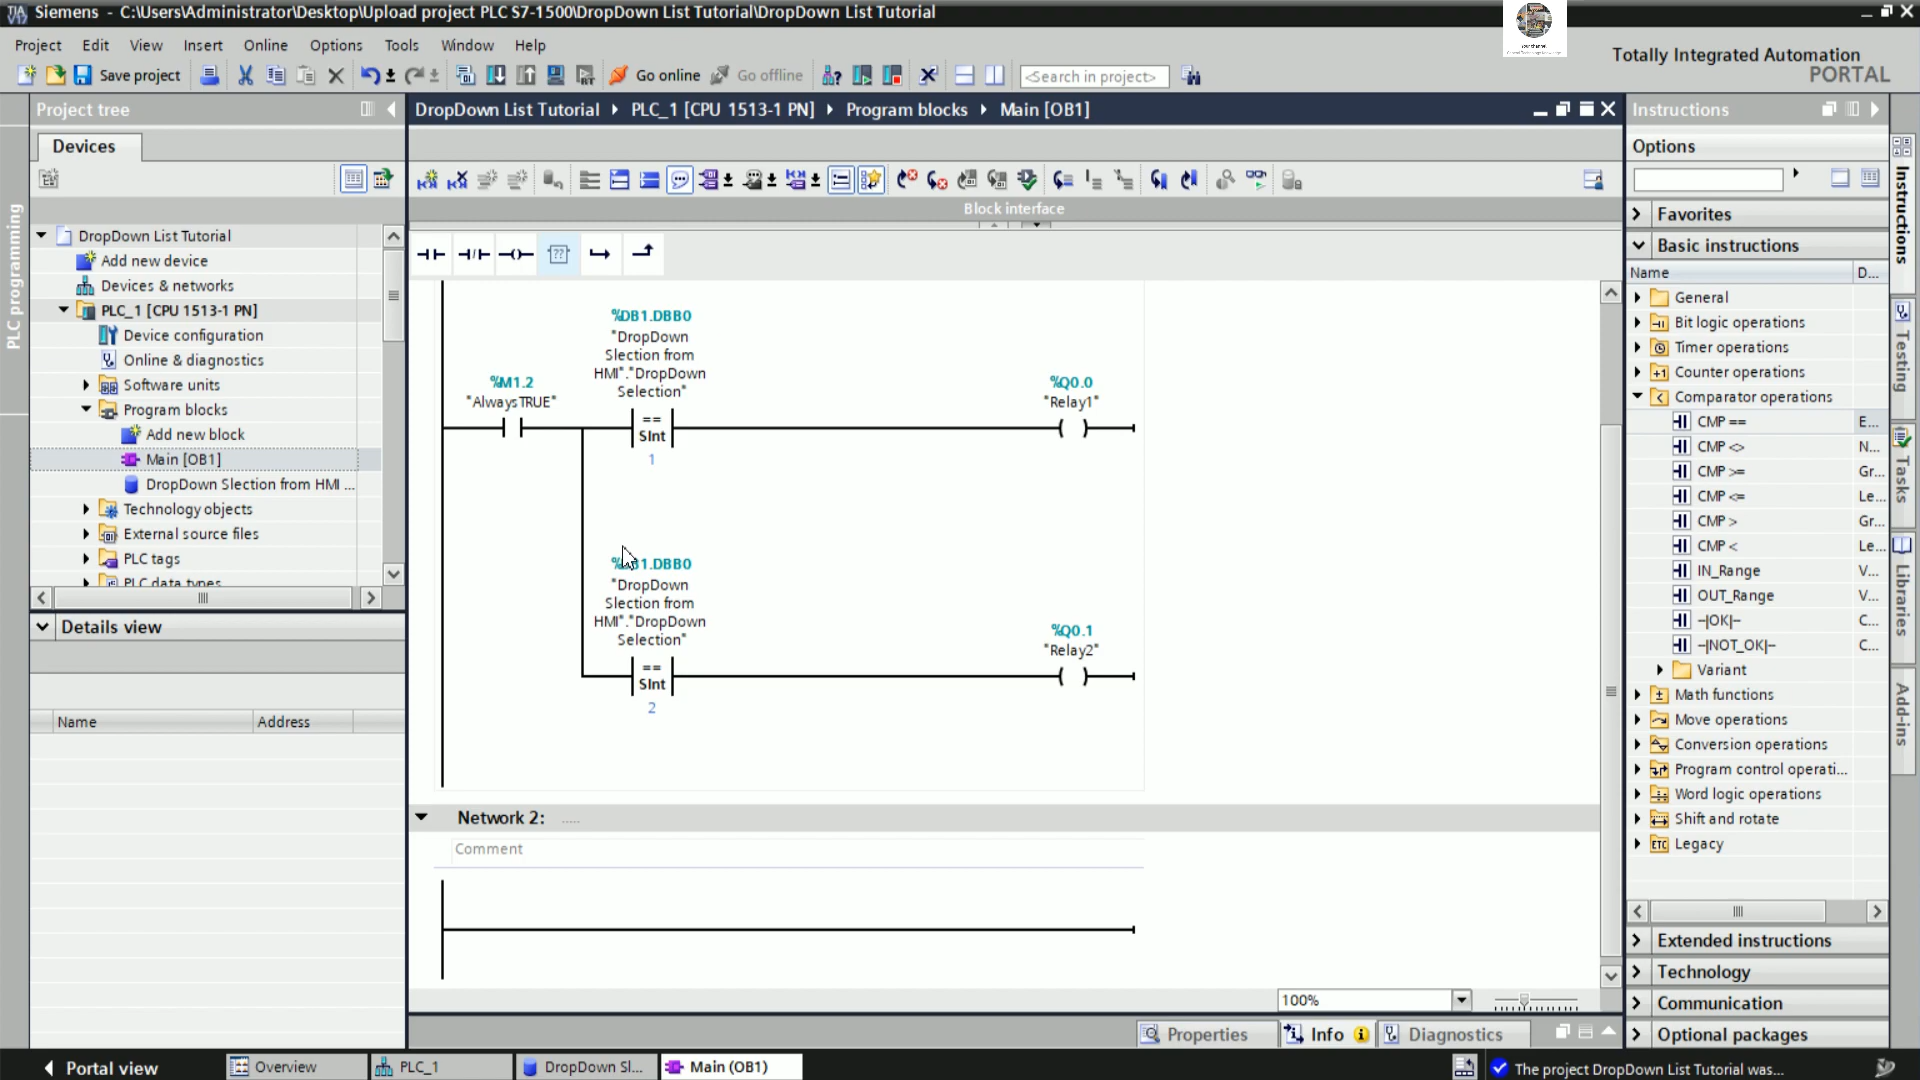 Siemens - C:\Users\Administrator\Desktop\Upload project PLC S7-1500\DropDown List Tutorial\DropDown List Tutorial
Project Edit View Insert Online Options Tools Window Help
Totally Integrated Automation
PORTAL
Save project
Go online
Go offline
<Search in project>
Project tree
DropDown List Tutorial ▸ PLC_1 [CPU 1513-1 PN] ▸ Program blocks ▸ Main [OB1]
Instructions
Devices
Options
PLC programming
Block interface
DropDown List Tutorial
Add new device
Devices & networks
PLC_1 [CPU 1513-1 PN]
Device configuration
Online & diagnostics
Software units
Program blocks
Add new block
Main [OB1]
DropDown Slection from HMI ...
Technology objects
External source files
PLC tags
PLC data types
Details view
Name Address
%M1.2
"AlwaysTRUE"
%DB1.DBB0
"DropDown
Slection from
HMI"."DropDown
Selection"
==
SInt
1
%Q0.0
"Relay1"
1.DBB0
"DropDown
Slection from
HMI"."DropDown
Selection"
==
SInt
2
%Q0.1
"Relay2"
Network 2: .....
Comment
100%
Properties
Info
Diagnostics
Favorites
Basic instructions
Name D...
General
Bit logic operations
Timer operations
Counter operations
Comparator operations
CMP == E...
CMP <> N...
CMP >= Gr...
CMP <= Le...
CMP > Gr...
CMP < Le...
IN_Range V...
OUT_Range V...
-|OK|- C...
-|NOT_OK|- C...
Variant
Math functions
Move operations
Conversion operations
Program control operati...
Word logic operations
Shift and rotate
Legacy
Extended instructions
Technology
Communication
Optional packages
Instructions
Testing
Tasks
Libraries
Add-ins
Portal view
Overview
PLC_1
DropDown Sl...
Main (OB1)
The project DropDown List Tutorial was...